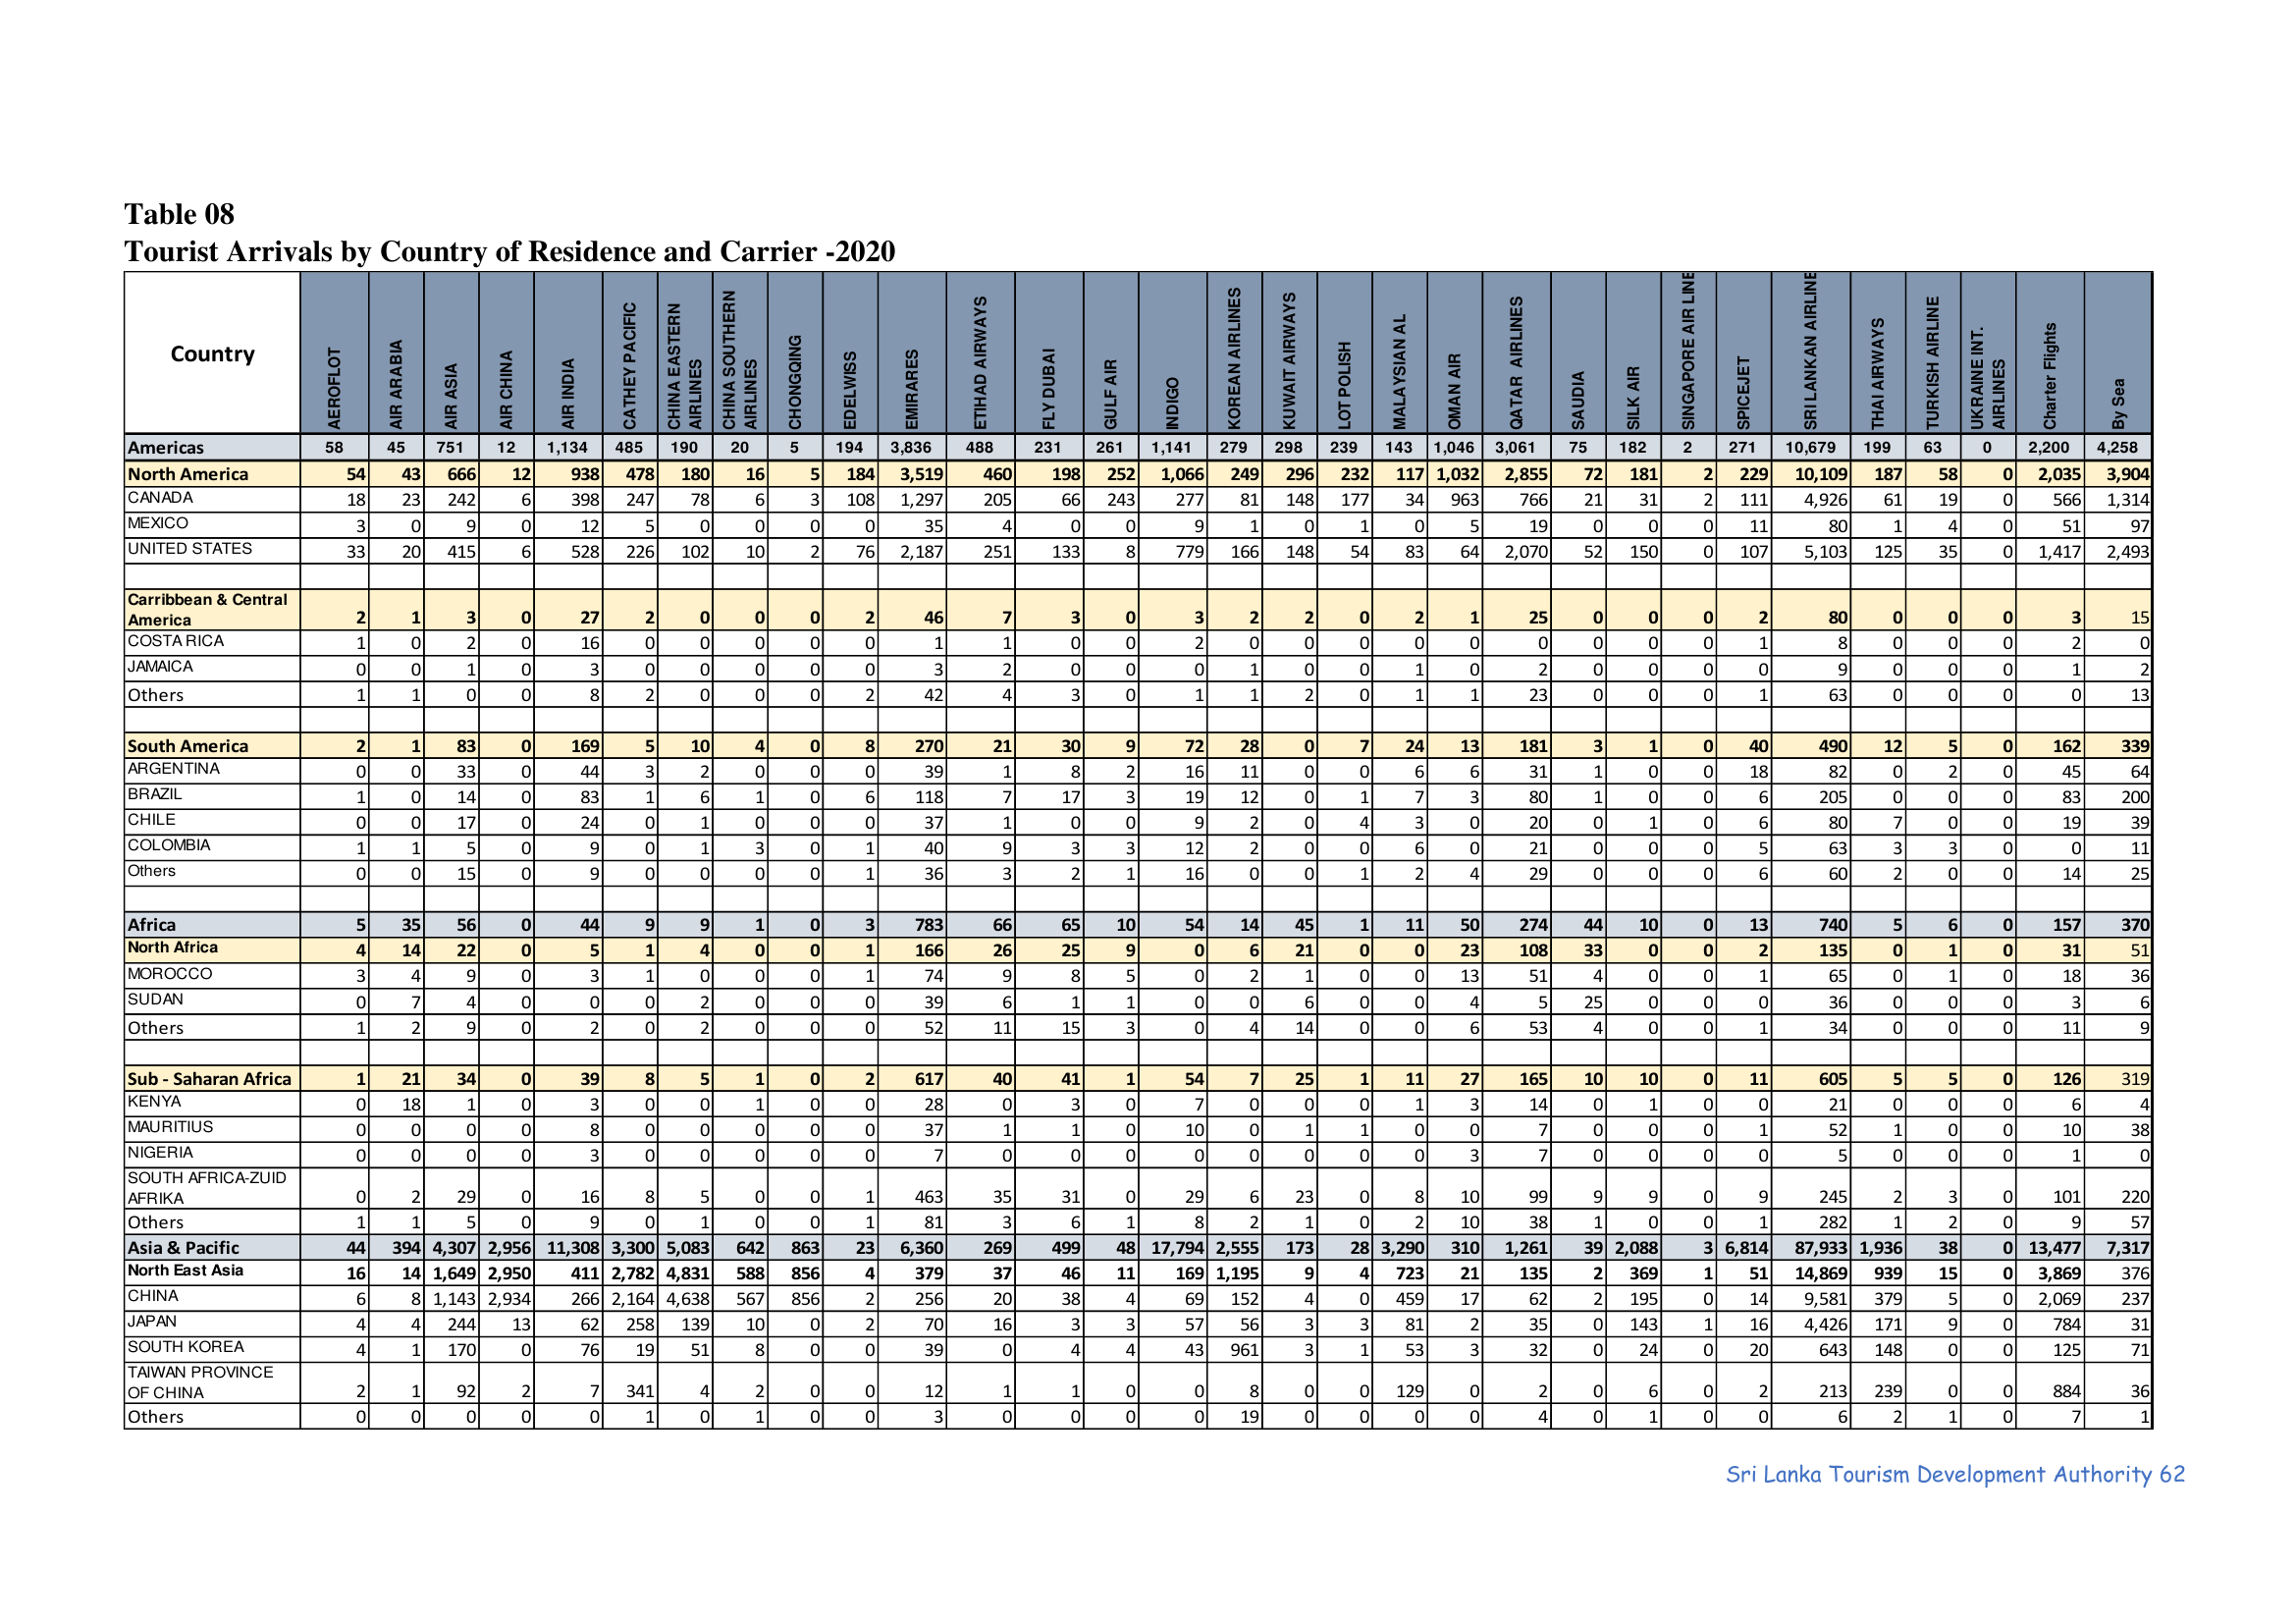 Table 08
Tourist Arrivals by Country of Residence and Carrier -2020
Country AEROFLOT AIR ARABIA AIR ASIA AIR CHINA AIR INDIA CATHEY PACIFIC CHINA EASTERN AIRLINES CHINA SOUTHERN AIRLINES CHONGQING EDELWISS EMIRARES ETIHAD AIRWAYS FLY DUBAI GULF AIR INDIGO KOREAN AIRLINES KUWAIT AIRWAYS LOT POLISH MALAYSIAN AL OMAN AIR QATAR AIRLINES SAUDIA SILK AIR SINGAPORE AIR LINE SPICEJET SRI LANKAN AIRLINE THAI AIRWAYS TURKISH AIRLINE UKRAINE INT. AIRLINES Charter Flights By Sea
Americas 58 45 751 12 1,134 485 190 20 5 194 3,836 488 231 261 1,141 279 298 239 143 1,046 3,061 75 182 2 271 10,679 199 63 0 2,200 4,258
North America 54 43 666 12 938 478 180 16 5 184 3,519 460 198 252 1,066 249 296 232 117 1,032 2,855 72 181 2 229 10,109 187 58 0 2,035 3,904
CANADA 18 23 242 6 398 247 78 6 3 108 1,297 205 66 243 277 81 148 177 34 963 766 21 31 2 111 4,926 61 19 0 566 1,314
MEXICO 3 0 9 0 12 5 0 0 0 0 35 4 0 0 9 1 0 1 0 5 19 0 0 0 11 80 1 4 0 51 97
UNITED STATES 33 20 415 6 528 226 102 10 2 76 2,187 251 133 8 779 166 148 54 83 64 2,070 52 150 0 107 5,103 125 35 0 1,417 2,493
Carribbean & Central
America 2 1 3 0 27 2 0 0 0 2 46 7 3 0 3 2 2 0 2 1 25 0 0 0 2 80 0 0 0 3 15
COSTA RICA 1 0 2 0 16 0 0 0 0 0 1 1 0 0 2 0 0 0 0 0 0 0 0 0 1 8 0 0 0 2 0
JAMAICA 0 0 1 0 3 0 0 0 0 0 3 2 0 0 0 1 0 0 1 0 2 0 0 0 0 9 0 0 0 1 2
Others 1 1 0 0 8 2 0 0 0 2 42 4 3 0 1 1 2 0 1 1 23 0 0 0 1 63 0 0 0 0 13
South America 2 1 83 0 169 5 10 4 0 8 270 21 30 9 72 28 0 7 24 13 181 3 1 0 40 490 12 5 0 162 339
ARGENTINA 0 0 33 0 44 3 2 0 0 0 39 1 8 2 16 11 0 0 6 6 31 1 0 0 18 82 0 2 0 45 64
BRAZIL 1 0 14 0 83 1 6 1 0 6 118 7 17 3 19 12 0 1 7 3 80 1 0 0 6 205 0 0 0 83 200
CHILE 0 0 17 0 24 0 1 0 0 0 37 1 0 0 9 2 0 4 3 0 20 0 1 0 6 80 7 0 0 19 39
COLOMBIA 1 1 5 0 9 0 1 3 0 1 40 9 3 3 12 2 0 0 6 0 21 0 0 0 5 63 3 3 0 0 11
Others 0 0 15 0 9 0 0 0 0 1 36 3 2 1 16 0 0 1 2 4 29 0 0 0 6 60 2 0 0 14 25
Africa 5 35 56 0 44 9 9 1 0 3 783 66 65 10 54 14 45 1 11 50 274 44 10 0 13 740 5 6 0 157 370
North Africa 4 14 22 0 5 1 4 0 0 1 166 26 25 9 0 6 21 0 0 23 108 33 0 0 2 135 0 1 0 31 51
MOROCCO 3 4 9 0 3 1 0 0 0 1 74 9 8 5 0 2 1 0 0 13 51 4 0 0 1 65 0 1 0 18 36
SUDAN 0 7 4 0 0 0 2 0 0 0 39 6 1 1 0 0 6 0 0 4 5 25 0 0 0 36 0 0 0 3 6
Others 1 2 9 0 2 0 2 0 0 0 52 11 15 3 0 4 14 0 0 6 53 4 0 0 1 34 0 0 0 11 9
Sub - Saharan Africa 1 21 34 0 39 8 5 1 0 2 617 40 41 1 54 7 25 1 11 27 165 10 10 0 11 605 5 5 0 126 319
KENYA 0 18 1 0 3 0 0 1 0 0 28 0 3 0 7 0 0 0 1 3 14 0 1 0 0 21 0 0 0 6 4
MAURITIUS 0 0 0 0 8 0 0 0 0 0 37 1 1 0 10 0 1 1 0 0 7 0 0 0 1 52 1 0 0 10 38
NIGERIA 0 0 0 0 3 0 0 0 0 0 7 0 0 0 0 0 0 0 0 3 7 0 0 0 0 5 0 0 0 1 0
SOUTH AFRICA-ZUID
AFRIKA 0 2 29 0 16 8 5 0 0 1 463 35 31 0 29 6 23 0 8 10 99 9 9 0 9 245 2 3 0 101 220
Others 1 1 5 0 9 0 1 0 0 1 81 3 6 1 8 2 1 0 2 10 38 1 0 0 1 282 1 2 0 9 57
Asia & Pacific 44 394 4,307 2,956 11,308 3,300 5,083 642 863 23 6,360 269 499 48 17,794 2,555 173 28 3,290 310 1,261 39 2,088 3 6,814 87,933 1,936 38 0 13,477 7,317
North East Asia 16 14 1,649 2,950 411 2,782 4,831 588 856 4 379 37 46 11 169 1,195 9 4 723 21 135 2 369 1 51 14,869 939 15 0 3,869 376
CHINA 6 8 1,143 2,934 266 2,164 4,638 567 856 2 256 20 38 4 69 152 4 0 459 17 62 2 195 0 14 9,581 379 5 0 2,069 237
JAPAN 4 4 244 13 62 258 139 10 0 2 70 16 3 3 57 56 3 3 81 2 35 0 143 1 16 4,426 171 9 0 784 31
SOUTH KOREA 4 1 170 0 76 19 51 8 0 0 39 0 4 4 43 961 3 1 53 3 32 0 24 0 20 643 148 0 0 125 71
TAIWAN PROVINCE
OF CHINA 2 1 92 2 7 341 4 2 0 0 12 1 1 0 0 8 0 0 129 0 2 0 6 0 2 213 239 0 0 884 36
Others 0 0 0 0 0 1 0 1 0 0 3 0 0 0 0 19 0 0 0 0 4 0 1 0 0 6 2 1 0 7 1
Sri Lanka Tourism Development Authority 62